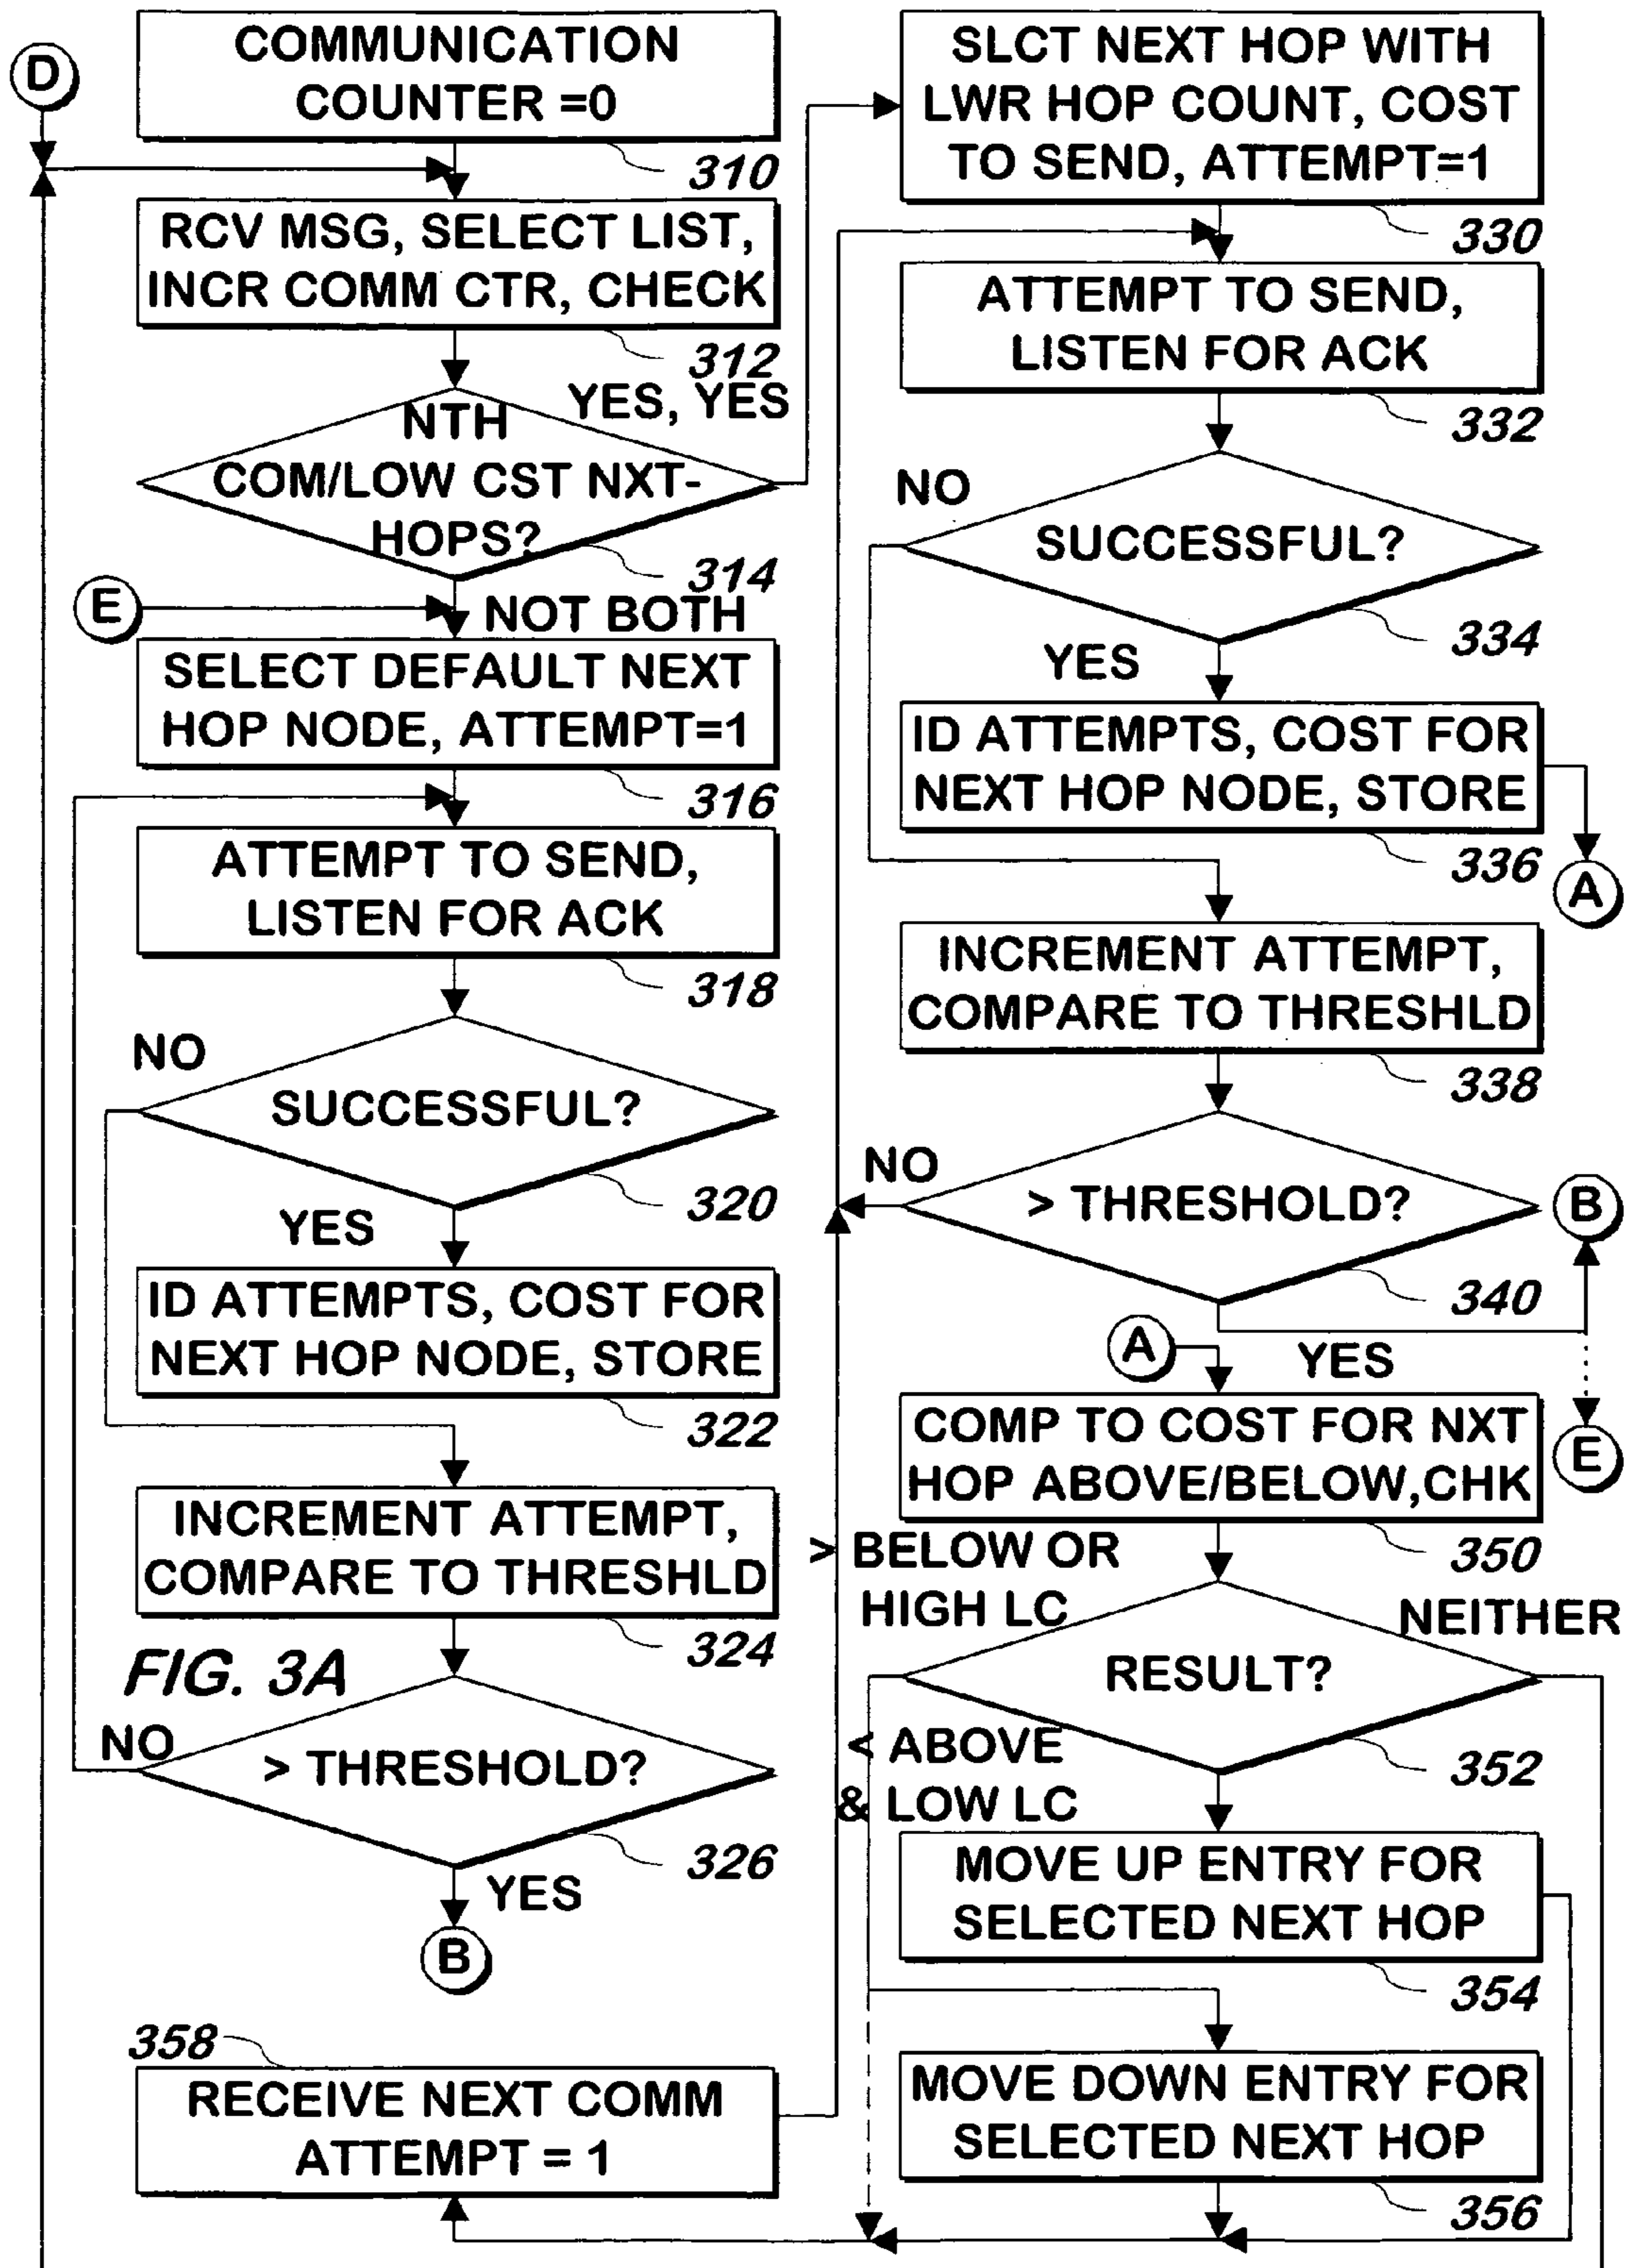 D
COMMUNICATION
COUNTER =0
310
RCV MSG, SELECT LIST,
INCR COMM CTR, CHECK
312
YES, YES
NTH
COM/LOW CST NXT-
HOPS?
314
E
NOT BOTH
SELECT DEFAULT NEXT
HOP NODE, ATTEMPT=1
316
ATTEMPT TO SEND,
LISTEN FOR ACK
318
NO
SUCCESSFUL?
320
YES
ID ATTEMPTS, COST FOR
NEXT HOP NODE, STORE
322
INCREMENT ATTEMPT,
COMPARE TO THRESHLD
324
FIG. 3A
NO
> THRESHOLD?
326
YES
B
358
RECEIVE NEXT COMM
ATTEMPT = 1
SLCT NEXT HOP WITH
LWR HOP COUNT, COST
TO SEND, ATTEMPT=1
330
ATTEMPT TO SEND,
LISTEN FOR ACK
332
NO
SUCCESSFUL?
334
YES
ID ATTEMPTS, COST FOR
NEXT HOP NODE, STORE
336
A
INCREMENT ATTEMPT,
COMPARE TO THRESHLD
338
NO
> THRESHOLD?
B
340
A
YES
COMP TO COST FOR NXT
HOP ABOVE/BELOW,CHK
E
350
> BELOW OR
HIGH LC
NEITHER
RESULT?
352
< ABOVE
& LOW LC
MOVE UP ENTRY FOR
SELECTED NEXT HOP
354
MOVE DOWN ENTRY FOR
SELECTED NEXT HOP
356